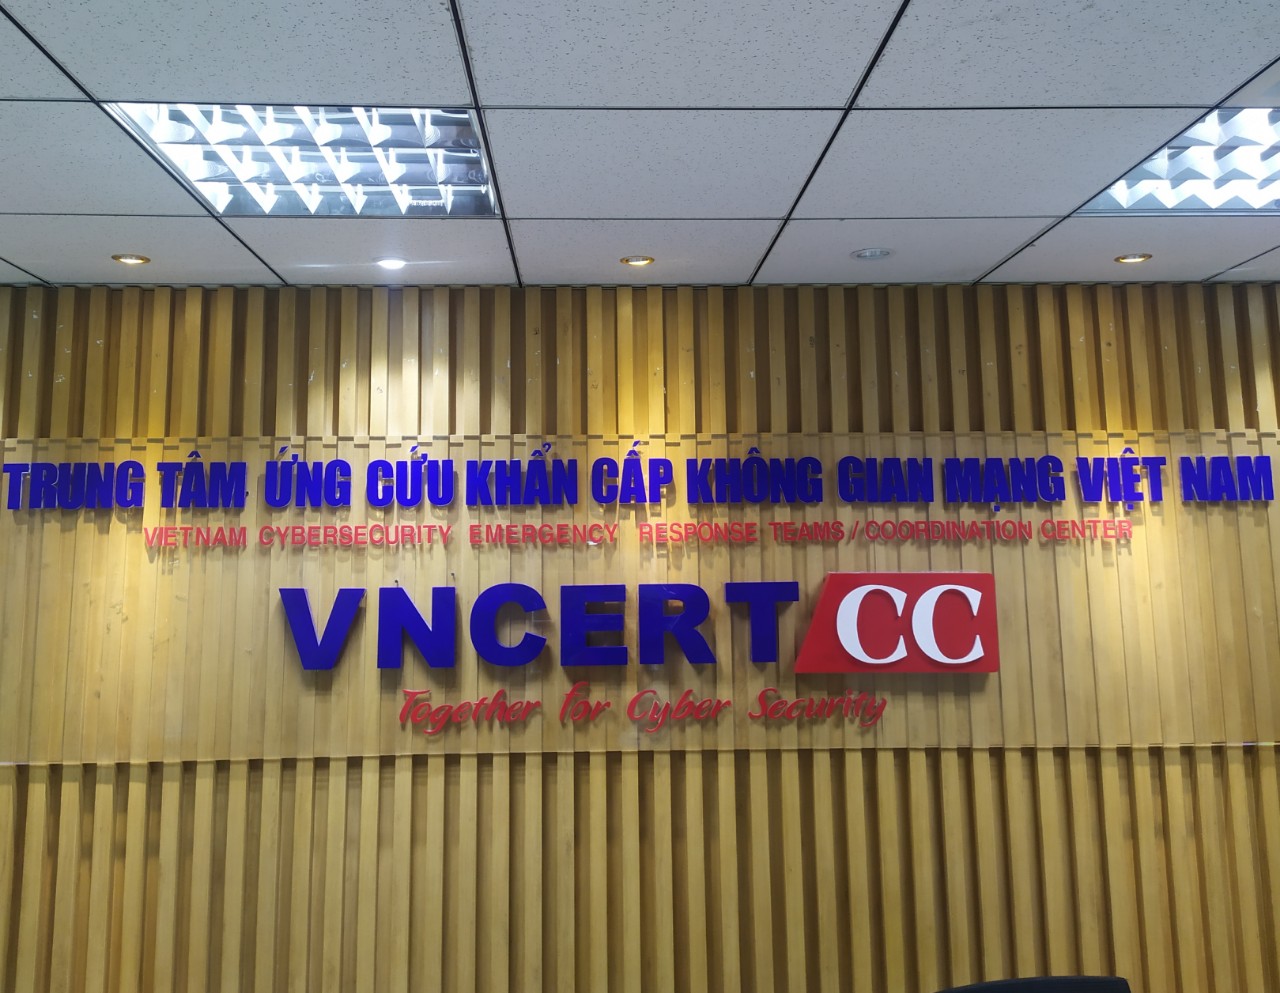 TRUNG TÂM ỨNG CỨU KHẨN CẤP KHÔNG GIAN MẠNG VIỆT NAM
VIETNAM CYBERSECURITY EMERGENCY RESPONSE TEAMS / COORDINATION CENTER
VNCERT CC
Together for Cyber Security